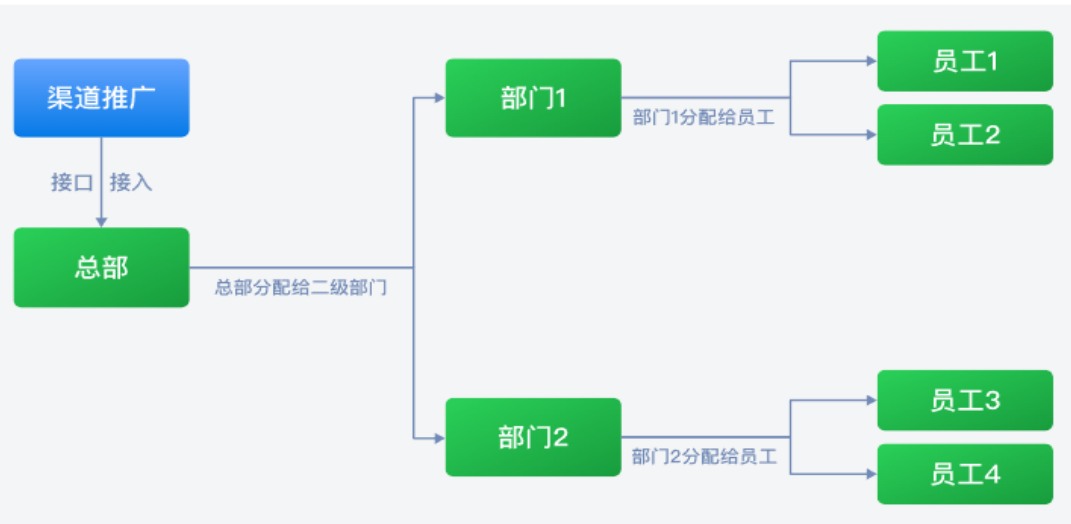 渠道推广
接口 接入
总部
总部分配给二级部门
部门1
部门1分配给员工
员工1
员工2
部门2
部门2分配给员工
员工3
员工4